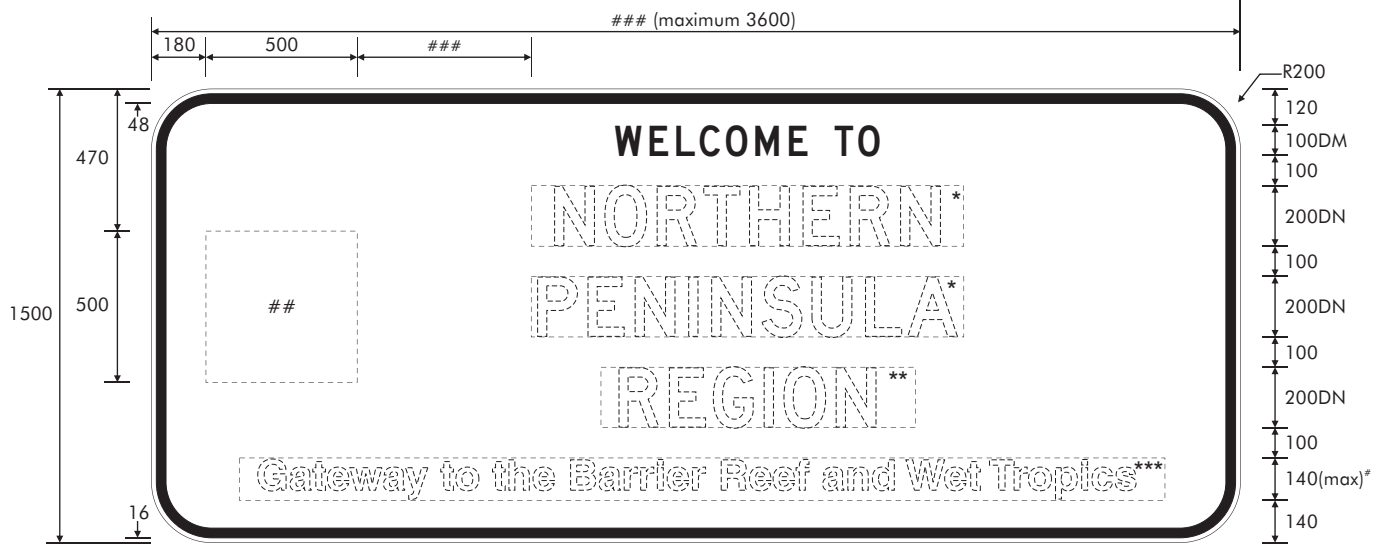 ### (maximum 3600)
180 500 ###
R200
48
120
WELCOME TO
100DM
470
100
NORTHERN*
200DN
100
1500
500
##
PENINSULA*
200DN
100
REGION**
200DN
100
Gateway to the Barrier Reef and Wet Tropics***
140(max)#
16
140